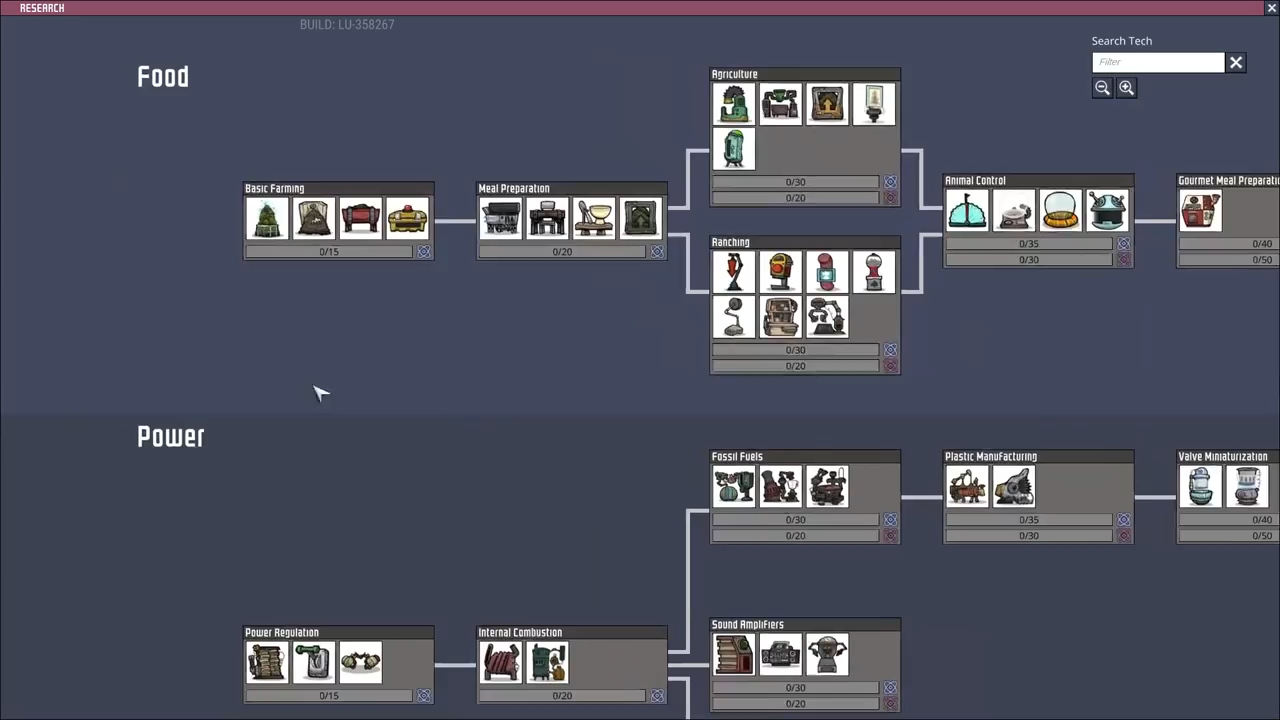 RESEARCH
BUILD: LU-358267
Search Tech
Filter
Food
Agriculture
0/30
0/20
Basic Farming
0/15
Meal Preparation
0/20
Ranching
0/30
0/20
Animal Control
0/35
0/30
Gourmet Meal Preparati
0/40
0/50
Power
Fossil Fuels
0/30
0/20
Plastic Manufacturing
0/35
0/30
Valve Miniaturization
0/40
0/50
Power Regulation
0/15
Internal Combustion
0/20
Sound Amplifiers
0/30
0/20